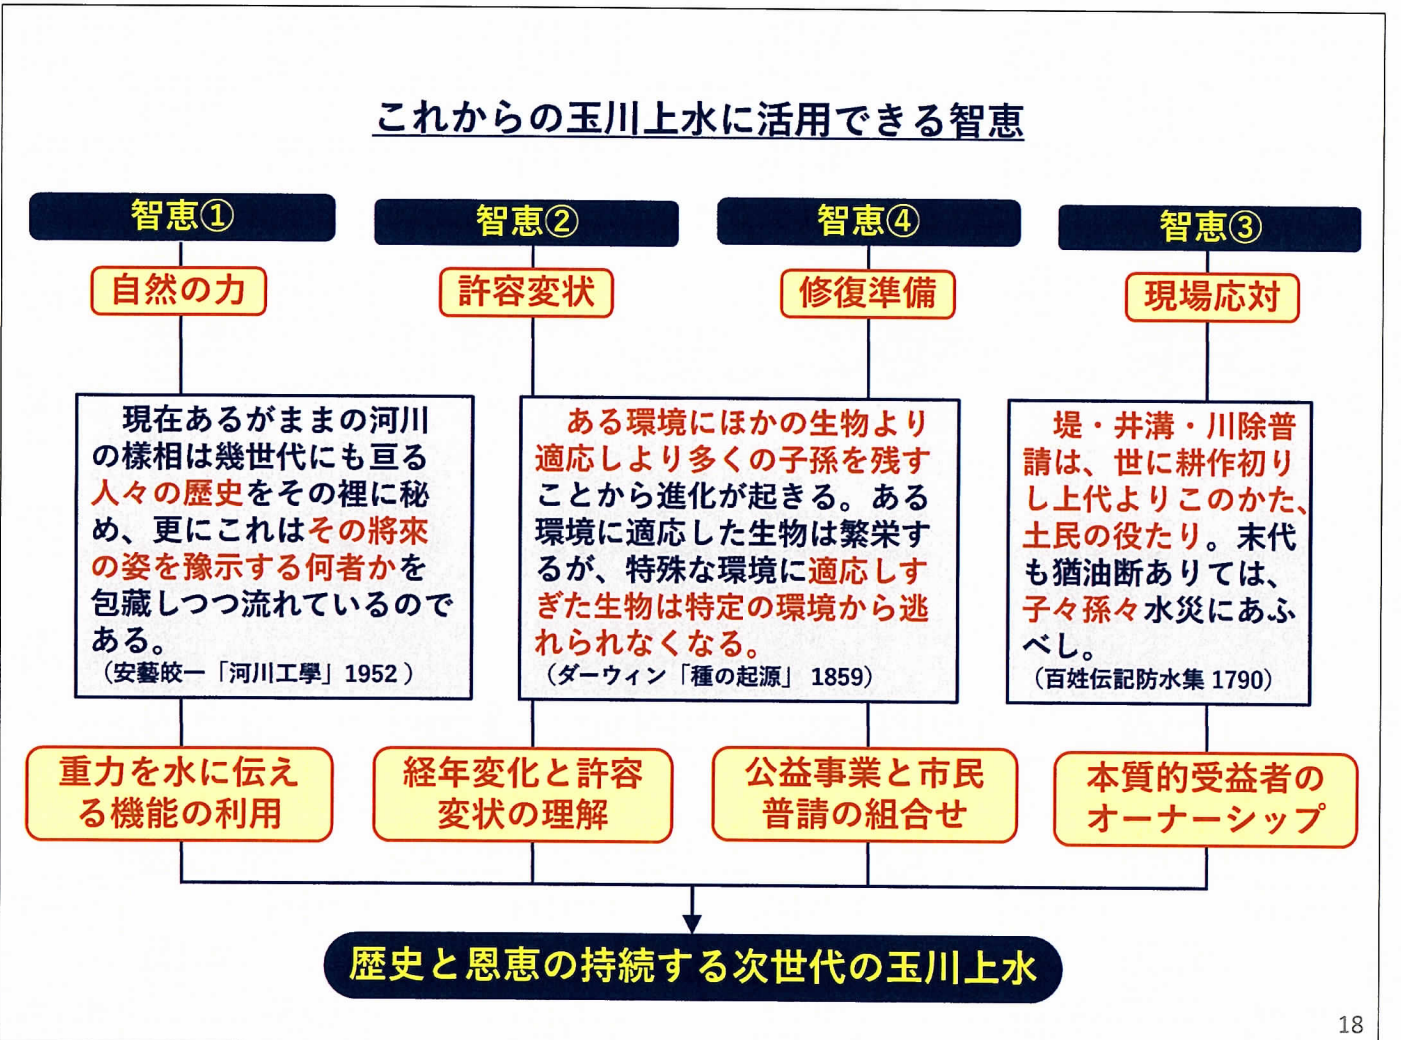 これからの玉川上水に活用できる智恵
智恵①
智恵②
智恵④
智恵③
自然の力
許容変状
修復準備
現場応対
現在あるがままの河川
の様相は幾世代にも亘る
人々の歴史をその裡に秘
め、更にこれはその將來
の姿を豫示する何者かを
包藏しつつ流れているので
ある。
（安藝皎一「河川工學」1952 ）
ある環境にほかの生物より
適応しより多くの子孫を残す
ことから進化が起きる。ある
環境に適応した生物は繁栄す
るが、特殊な環境に適応しす
ぎた生物は特定の環境から逃
れられなくなる。
（ダーウィン「種の起源」 1859）
堤・井溝・川除普
請は、世に耕作初り
し上代よりこのかた、
土民の役たり。末代
も猶油断ありては、
子々孫々水災にあふ
べし。
（百姓伝記防水集 1790）
重力を水に伝え
る機能の利用
経年変化と許容
変状の理解
公益事業と市民
普請の組合せ
本質的受益者の
オーナーシップ
歴史と恩恵の持続する次世代の玉川上水
18